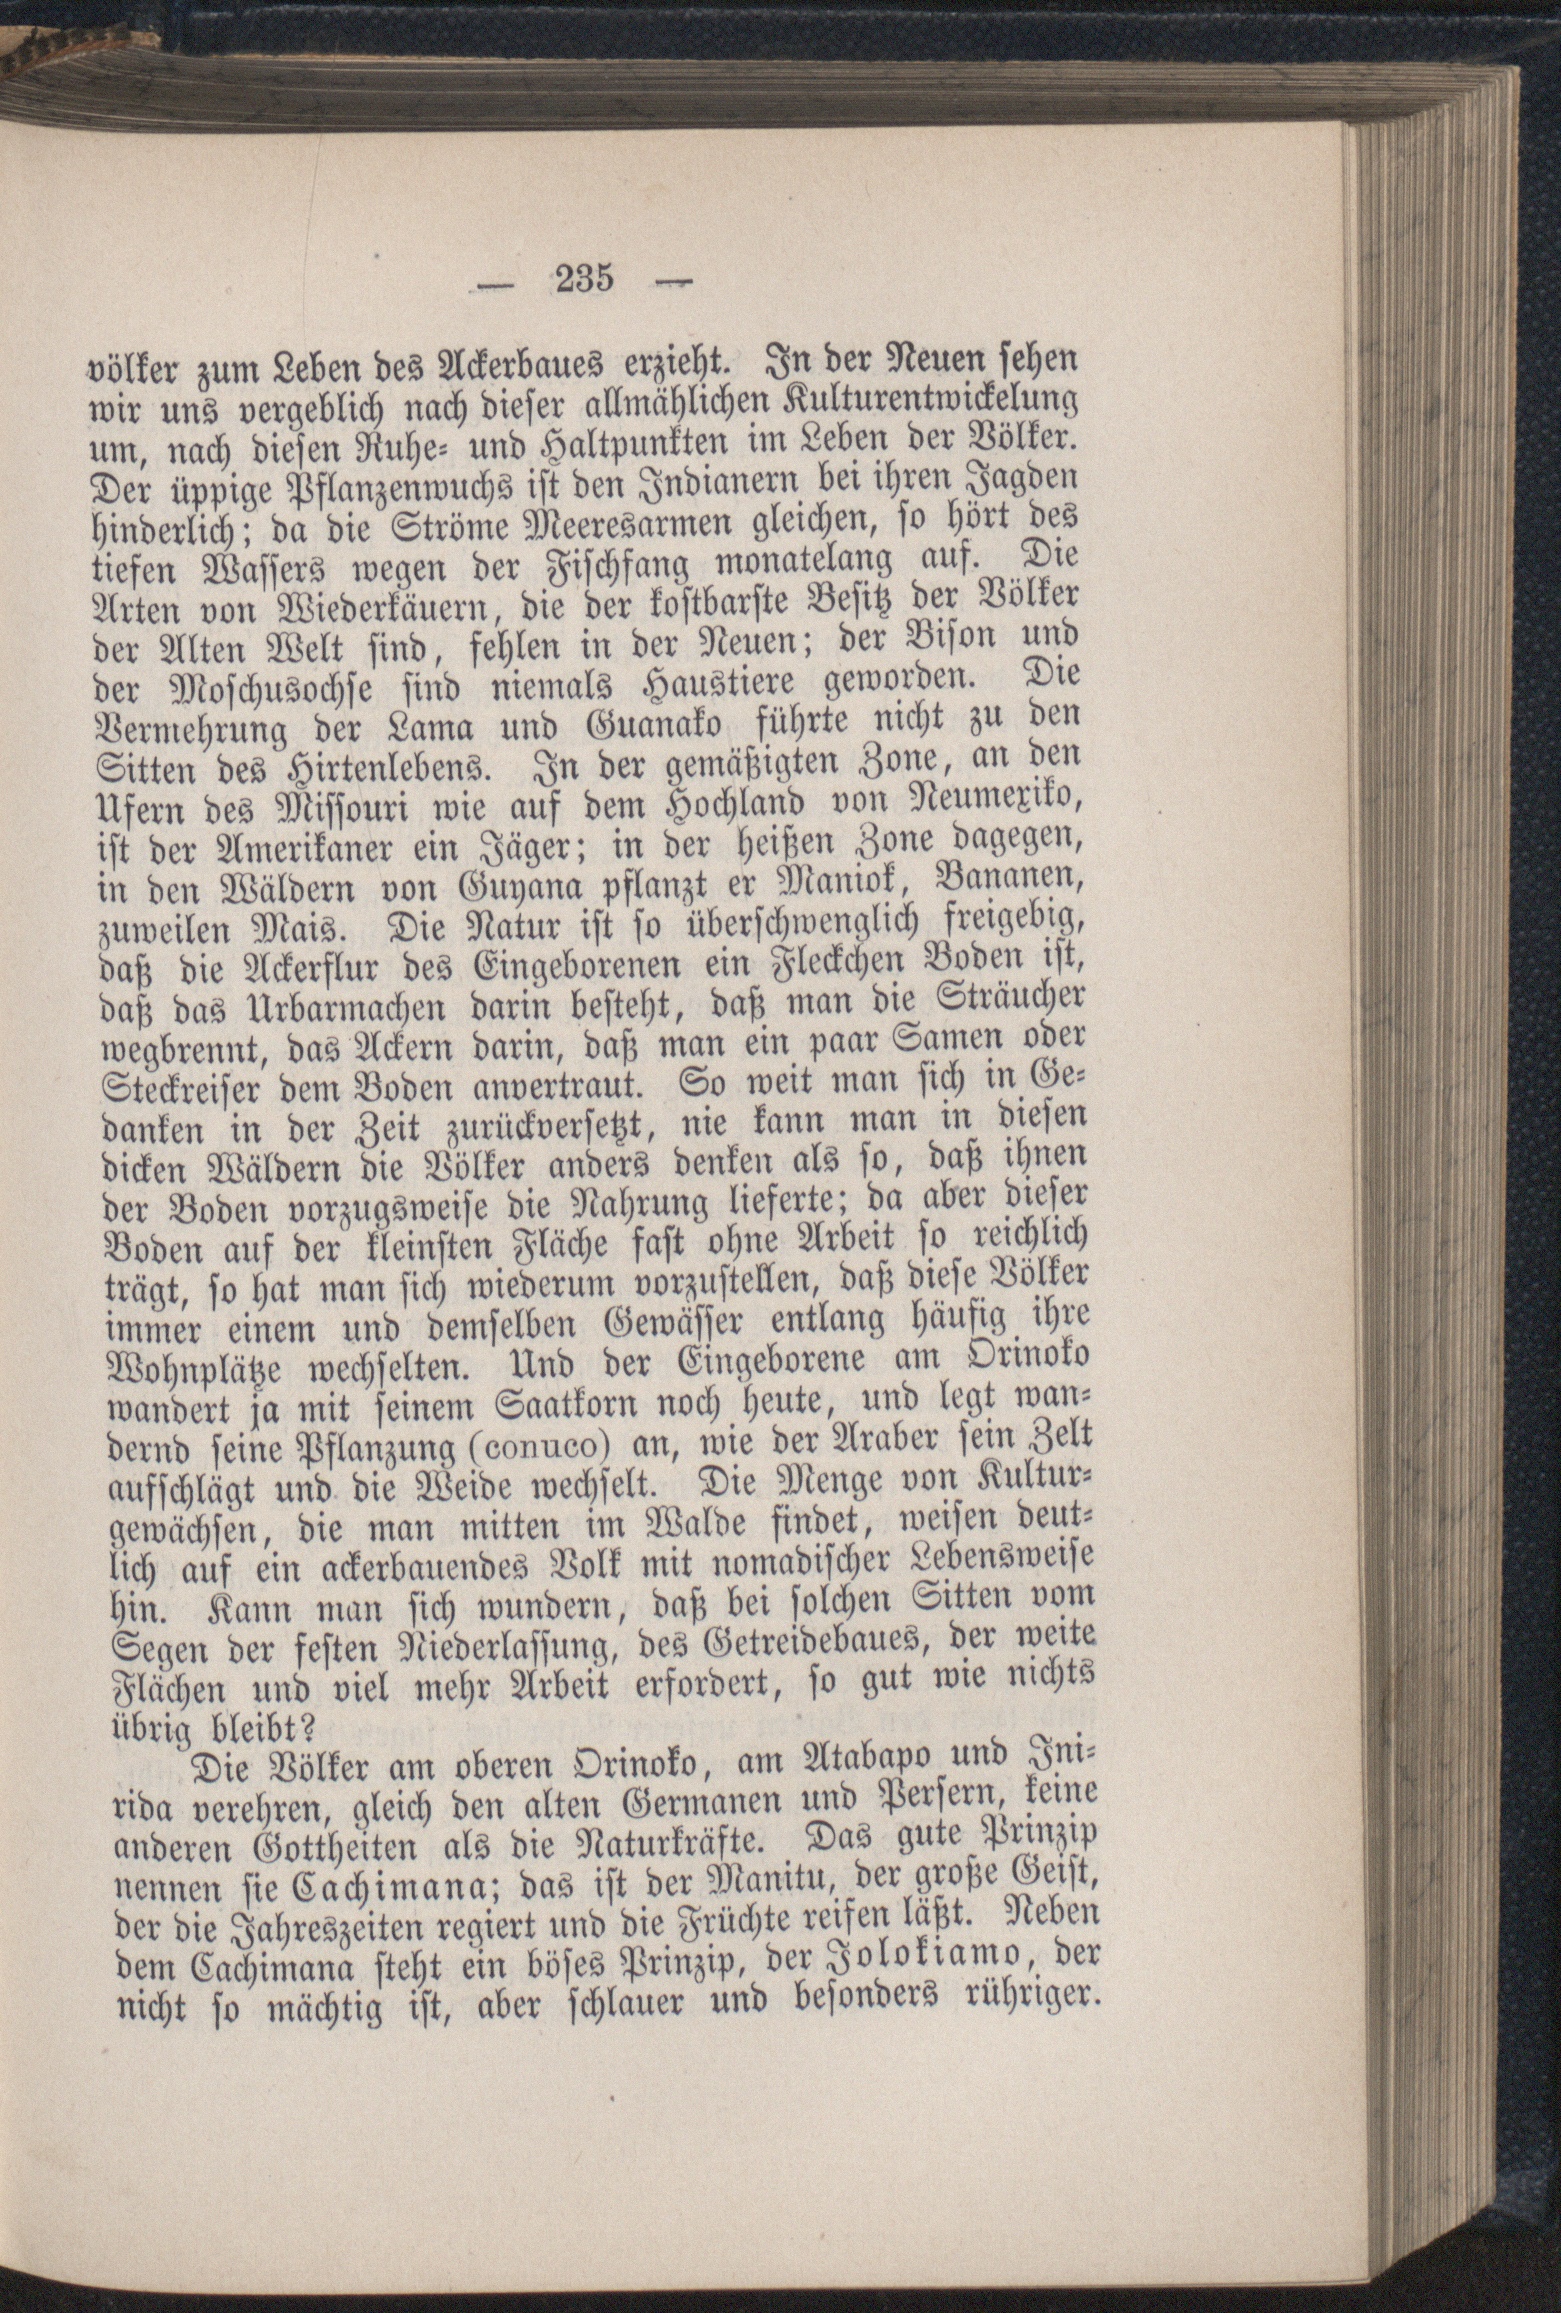 — 235 —
völker zum Leben des Ackerbaues erzieht. In der Neuen sehen
wir uns vergeblich nach dieser allmählichen Kulturentwickelung
um, nach diesen Ruhe- und Haltpunkten im Leben der Völker.
Der üppige Pflanzenwuchs ist den Indianern bei ihren Jagden
hinderlich; da die Ströme Meeresarmen gleichen, so hört des
tiefen Wassers wegen der Fischfang monatelang auf. Die
Arten von Wiederkäuern, die der kostbarste Besitz der Völker
der Alten Welt sind, fehlen in der Neuen; der Bison und
der Moschusochse sind niemals Haustiere geworden. Die
Vermehrung der Lama und Guanako führte nicht zu den
Sitten des Hirtenlebens. In der gemäßigten Zone, an den
Ufern des Missouri wie auf dem Hochland von Neumexiko,
ist der Amerikaner ein Jäger; in der heißen Zone dagegen,
in den Wäldern von Guyana pflanzt er Maniok, Bananen,
zuweilen Mais. Die Natur ist so überschwenglich freigebig,
daß die Ackerflur des Eingeborenen ein Fleckchen Boden ist,
daß das Urbarmachen darin besteht, daß man die Sträucher
wegbrennt, das Ackern darin, daß man ein paar Samen oder
Steckreiser dem Boden anvertraut. So weit man sich in Ge-
danken in der Zeit zurückversetzt, nie kann man in diesen
dicken Wäldern die Völker anders denken als so, daß ihnen
der Boden vorzugsweise die Nahrung lieferte; da aber dieser
Boden auf der kleinsten Fläche fast ohne Arbeit so reichlich
trägt, so hat man sich wiederum vorzustellen, daß diese Völker
immer einem und demselben Gewässer entlang häufig ihre
Wohnplätze wechselten. Und der Eingeborene am Orinoko
wandert ja mit seinem Saatkorn noch heute, und legt wan-
dernd seine Pflanzung (conuco) an, wie der Araber sein Zelt
aufschlägt und die Weide wechselt. Die Menge von Kultur-
gewächsen, die man mitten im Walde findet, weisen deut-
lich auf ein ackerbauendes Volk mit nomadischer Lebensweise
hin. Kann man sich wundern, daß bei solchen Sitten vom
Segen der festen Niederlassung, des Getreidebaues, der weite
Flächen und viel mehr Arbeit erfordert, so gut wie nichts
übrig bleibt?
Die Völker am oberen Orinoko, am Atabapo und Ini-
rida verehren, gleich den alten Germanen und Persern, keine
anderen Gottheiten als die Naturkräfte. Das gute Prinzip
nennen sie Cachimana; das ist der Manitu, der große Geist,
der die Jahreszeiten regiert und die Früchte reifen läßt. Neben
dem Cachimana steht ein böses Prinzip, der Jolokiamo, der
nicht so mächtig ist, aber schlauer und besonders rühriger.